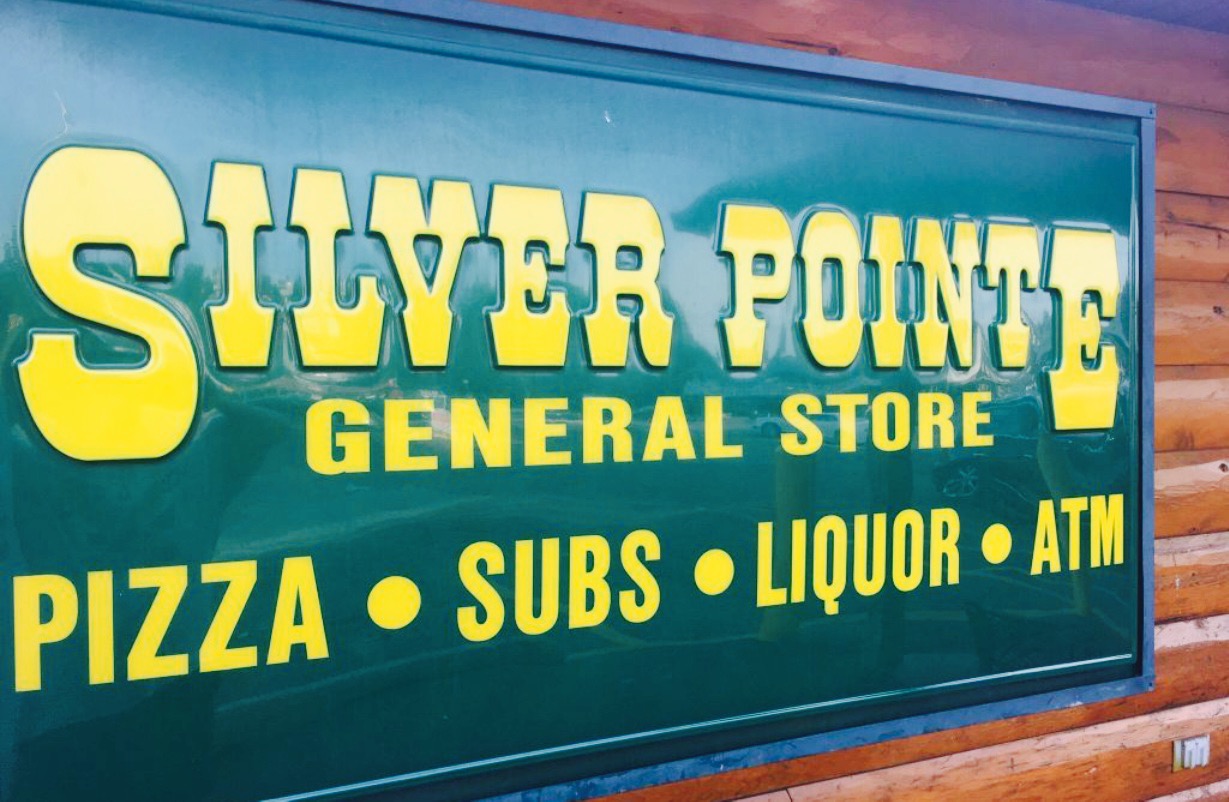 SILVER POINTE
GENERAL STORE
PIZZA • SUBS • LIQUOR • ATM